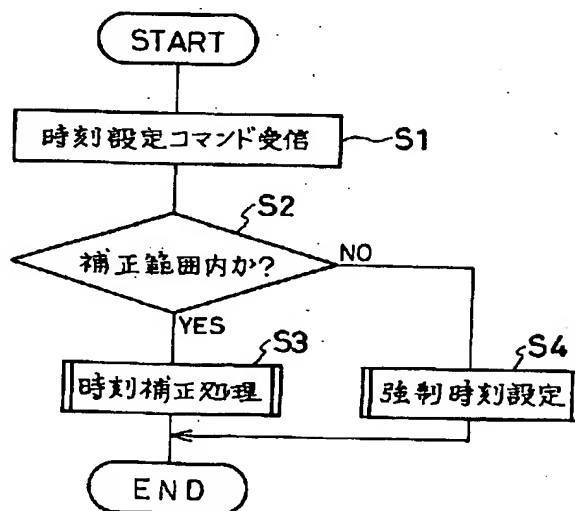 START
時刻設定コマンド受信
S1
S2
補正範囲内か?
NO
YES
S3
時刻補正処理
S4
強制時刻設定
END